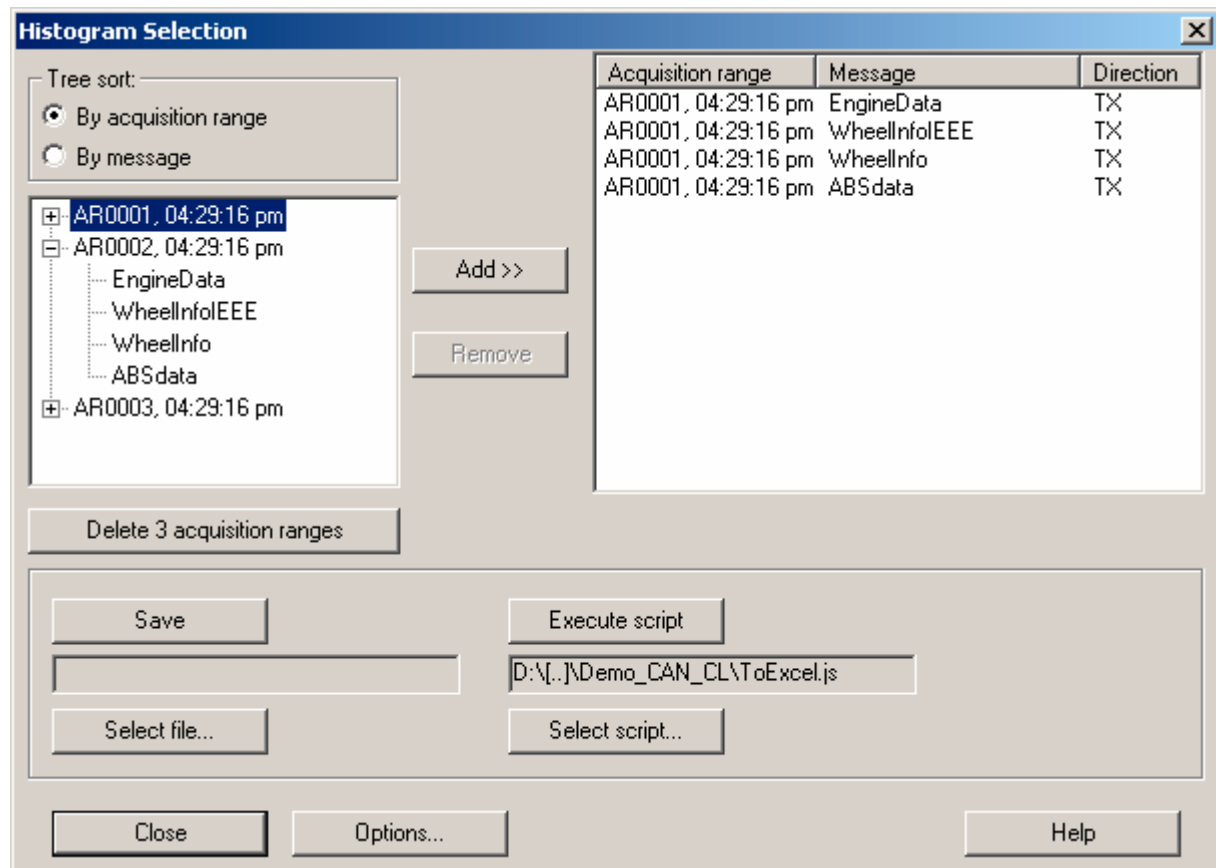 Histogram Selection
Tree sort:
By acquisition range
By message
AR0001, 04:29:16 pm
AR0002, 04:29:16 pm
EngineData
WheelInfoIEEE
WheelInfo
ABSdata
AR0003, 04:29:16 pm
Add >>
Remove
Acquisition range Message Direction
AR0001, 04:29:16 pm EngineData TX
AR0001, 04:29:16 pm WheelInfoIEEE TX
AR0001, 04:29:16 pm WheelInfo TX
AR0001, 04:29:16 pm ABSdata TX
Delete 3 acquisition ranges
Save
Execute script
D:\[..]\Demo_CAN_CL\ToExcel.js
Select file...
Select script...
Close
Options...
Help